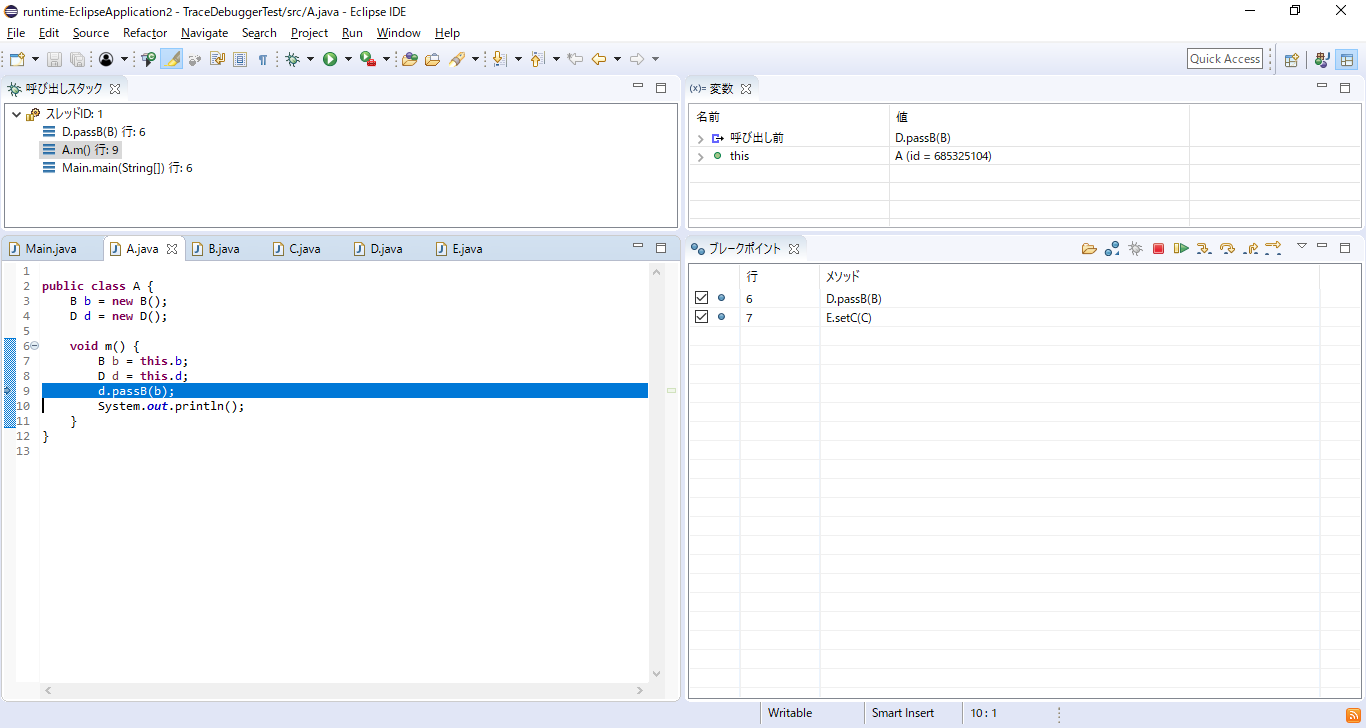 runtime-EclipseApplication2 - TraceDebuggerTest/src/A.java - Eclipse IDE
File Edit Source Refactor Navigate Search Project Run Window Help
Quick Access
呼び出しスタック
スレッドID: 1
D.passB(B) 行: 6
A.m() 行: 9
Main.main(String[]) 行: 6
(x)= 変数
名前 値
呼び出し前 D.passB(B)
this A (id = 685325104)
Main.java A.java B.java C.java D.java E.java
1
2 public class A {
3 B b = new B();
4 D d = new D();
5
6 void m() {
7 B b = this.b;
8 D d = this.d;
9 d.passB(b);
10 System.out.println();
11 }
12 }
13
ブレークポイント
行 メソッド
6 D.passB(B)
7 E.setC(C)
Writable Smart Insert 10 : 1